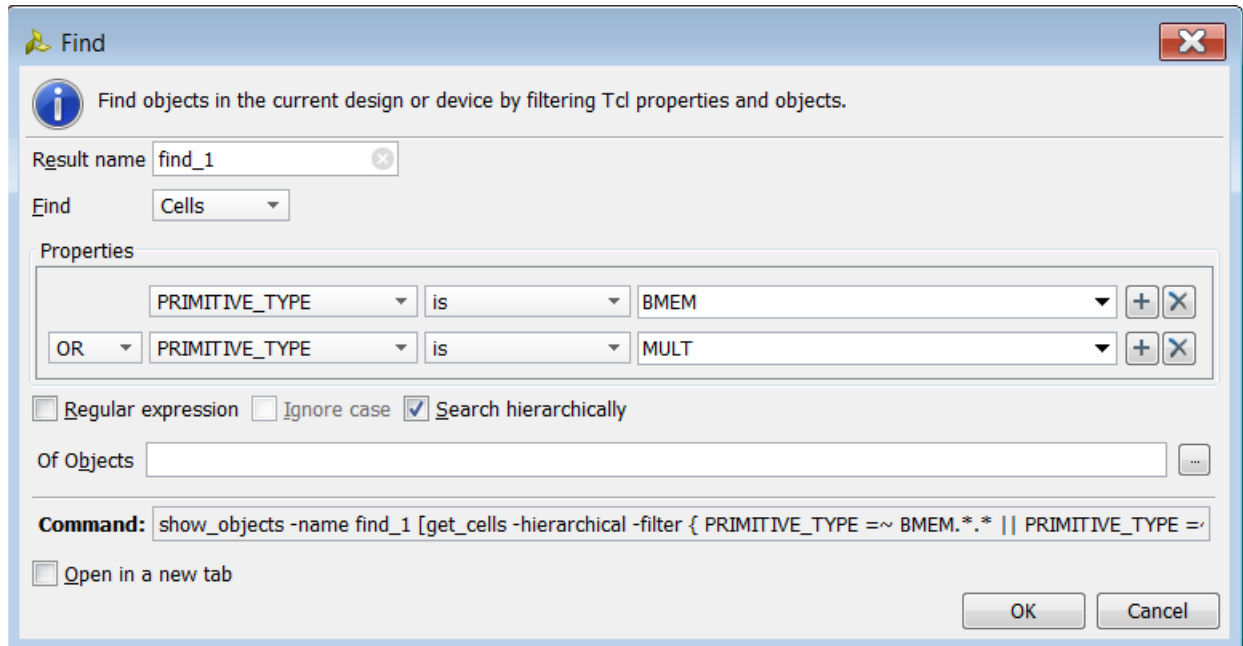 Find
Find objects in the current design or device by filtering Tcl properties and objects.
Result name find_1
Find Cells
Properties
PRIMITIVE_TYPE is BMEM
OR PRIMITIVE_TYPE is MULT
Regular expression Ignore case Search hierarchically
Of Objects ...
Command: show_objects -name find_1 [get_cells -hierarchical -filter { PRIMITIVE_TYPE =~ BMEM.*.* || PRIMITIVE_TYPE =~
Open in a new tab
OK Cancel